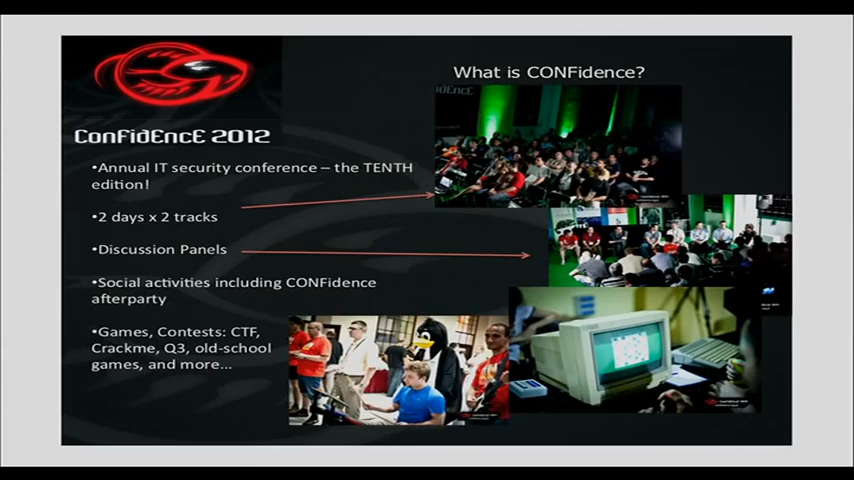 What is CONFidence?
ConFidEncE 2012
•Annual IT security conference – the TENTH
edition!
•2 days x 2 tracks
•Discussion Panels
•Social activities including CONFidence
afterparty
•Games, Contests: CTF,
Crackme, Q3, old-school
games, and more...